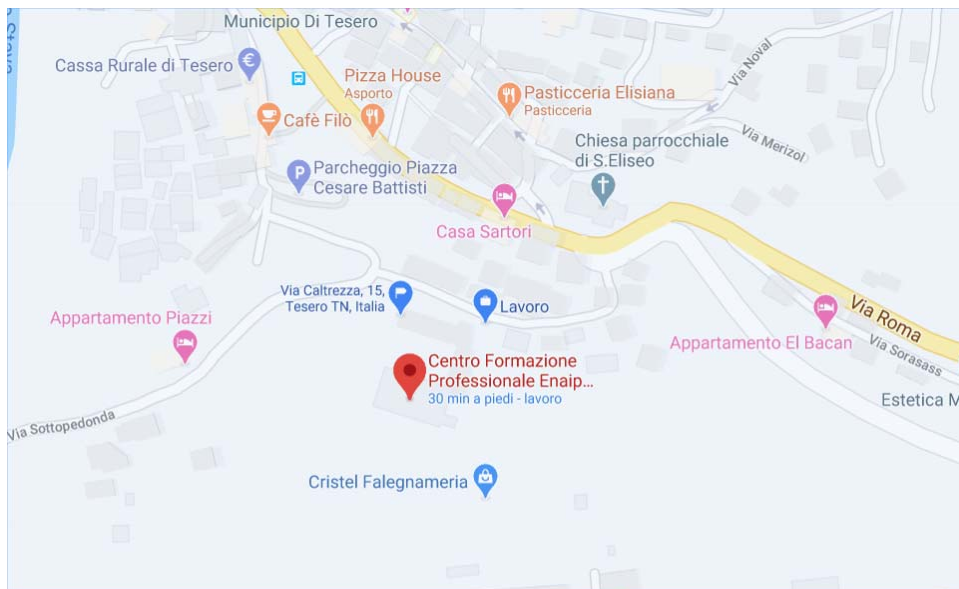 Municipio Di Tesero
Stava
Cassa Rurale di Tesero
€
Pizza House
Asporto
Pasticceria Elisiana
Pasticceria
Via Noval
Cafè Filò
Chiesa parrocchiale
di S.Eliseo
Via Merizol
P
Parcheggio Piazza
Cesare Battisti
Casa Sartori
Via Caltrezza, 15,
Tesero TN, Italia
Lavoro
Appartamento Piazzi
Via Roma
Appartamento El Bacan
Via Sorasass
Centro Formazione
Professionale Enaip...
30 min a piedi - lavoro
Estetica M
Via Sottopedonda
Cristel Falegnameria